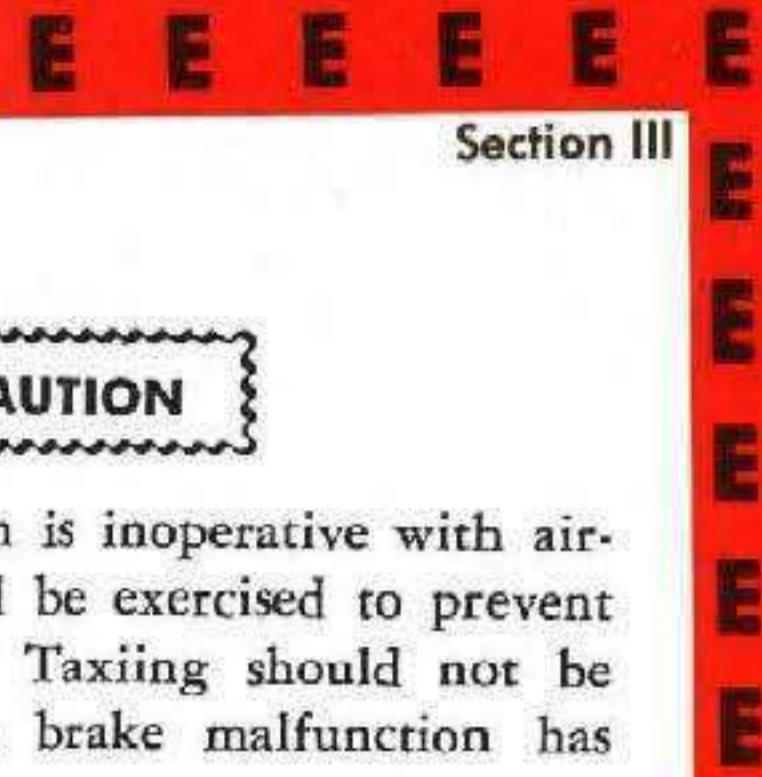 E E E E E E
Section III
E
E
E
E
E
AUTION
is inoperative with air-
be exercised to prevent
Taxiing should not be
brake malfunction has